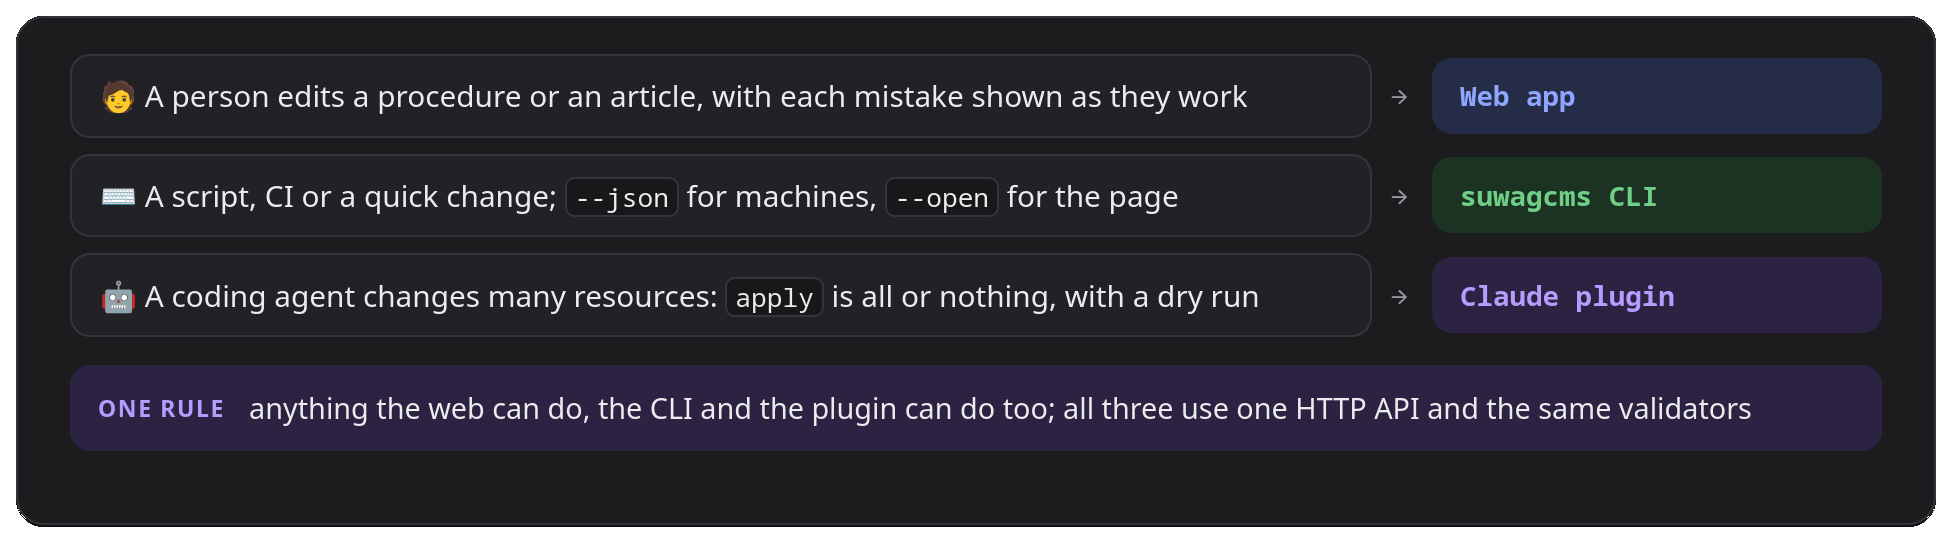 🧑 A person edits a procedure or an article, with each mistake shown as they work → Web app
⌨️ A script, CI or a quick change; --json for machines, --open for the page → suwagcms CLI
🤖 A coding agent changes many resources: apply is all or nothing, with a dry run → Claude plugin
ONE RULE anything the web can do, the CLI and the plugin can do too; all three use one HTTP API and the same validators